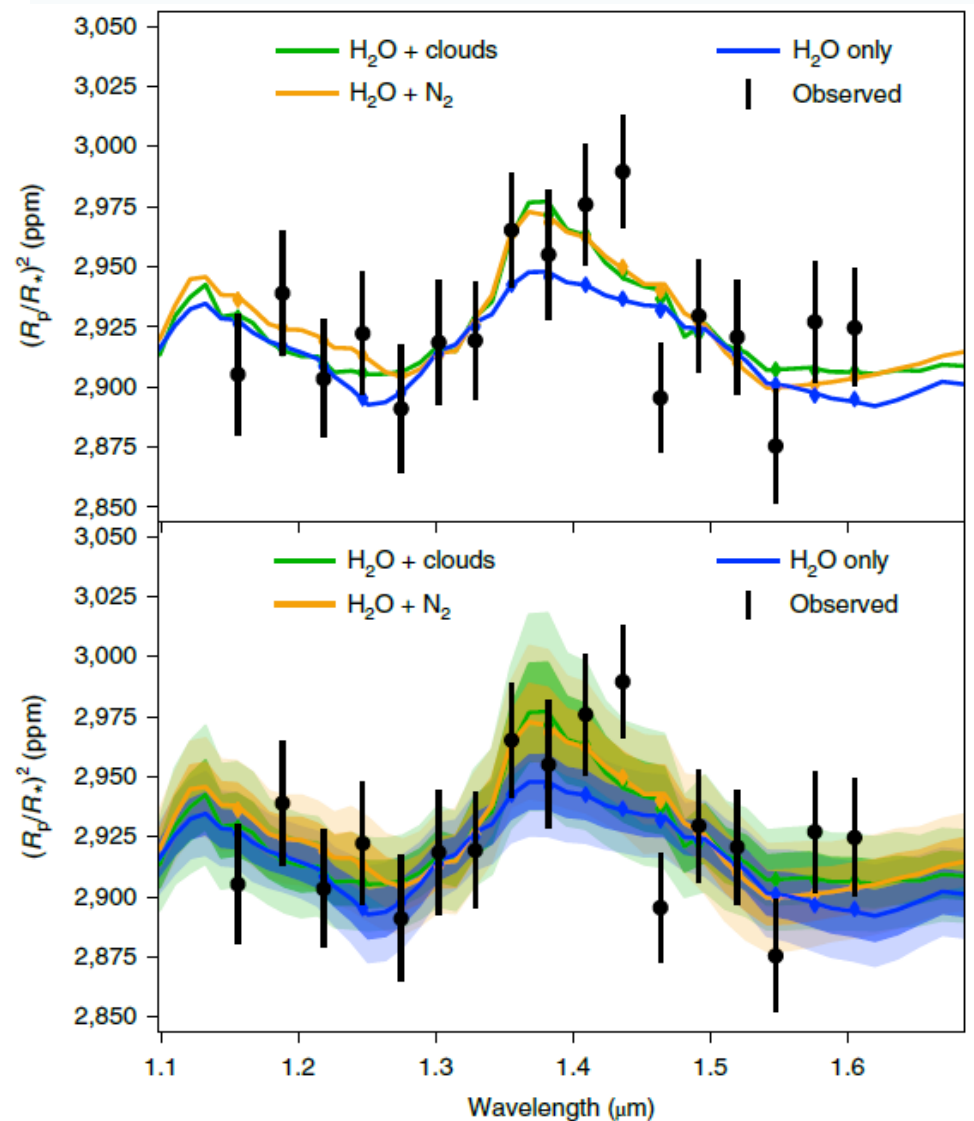 3,050
3,025
3,000
2,975
2,950
2,925
2,900
2,875
2,850
(Rp/R*)² (ppm)
H₂O + clouds
H₂O only
H₂O + N₂
Observed
3,050
3,025
3,000
2,975
2,950
2,925
2,900
2,875
2,850
(Rp/R*)² (ppm)
H₂O + clouds
H₂O only
H₂O + N₂
Observed
1.1 1.2 1.3 1.4 1.5 1.6
Wavelength (μm)